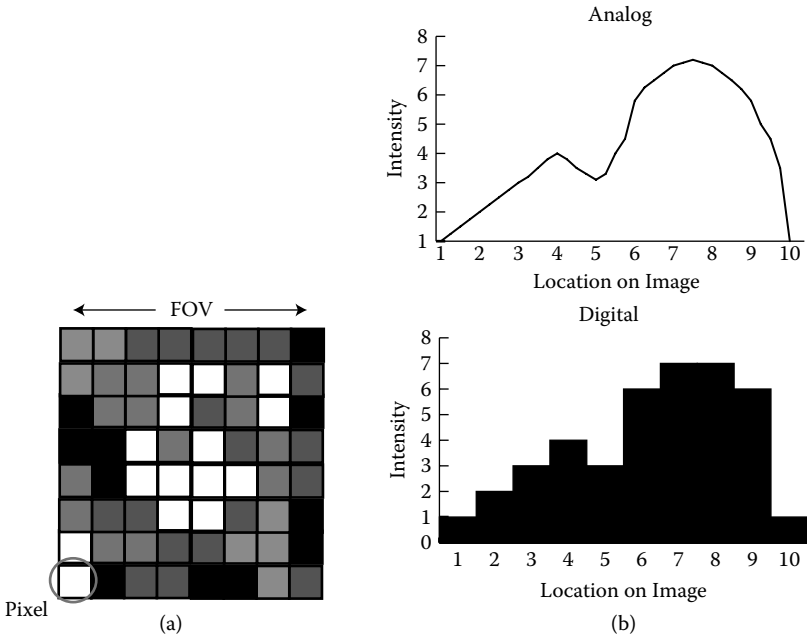 Analog
8
7
6
5
4
3
2
1
Intensity
1 2 3 4 5 6 7 8 9 10
Location on Image
FOV
Pixel
(a)
Digital
8
7
6
5
4
3
2
1
0
Intensity
1 2 3 4 5 6 7 8 9 10
Location on Image
(b)